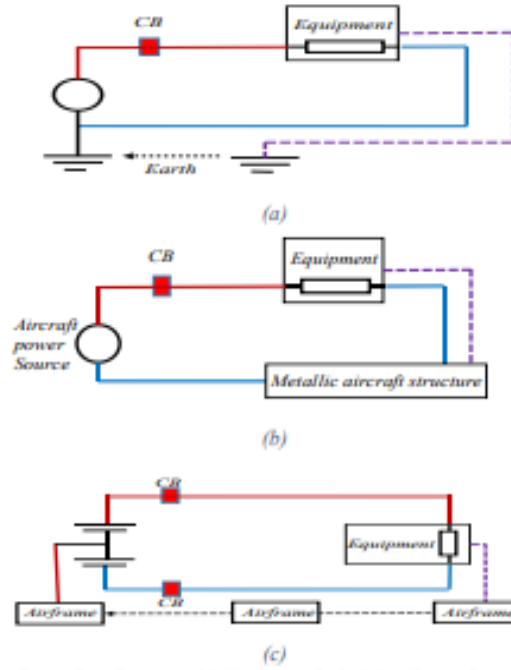 CB
Equipment
Earth
(a)
CB
Equipment
Aircraft
power
Source
Metallic aircraft structure
(b)
CB
Equipment
CB
Airframe Airframe Airframe
(c)